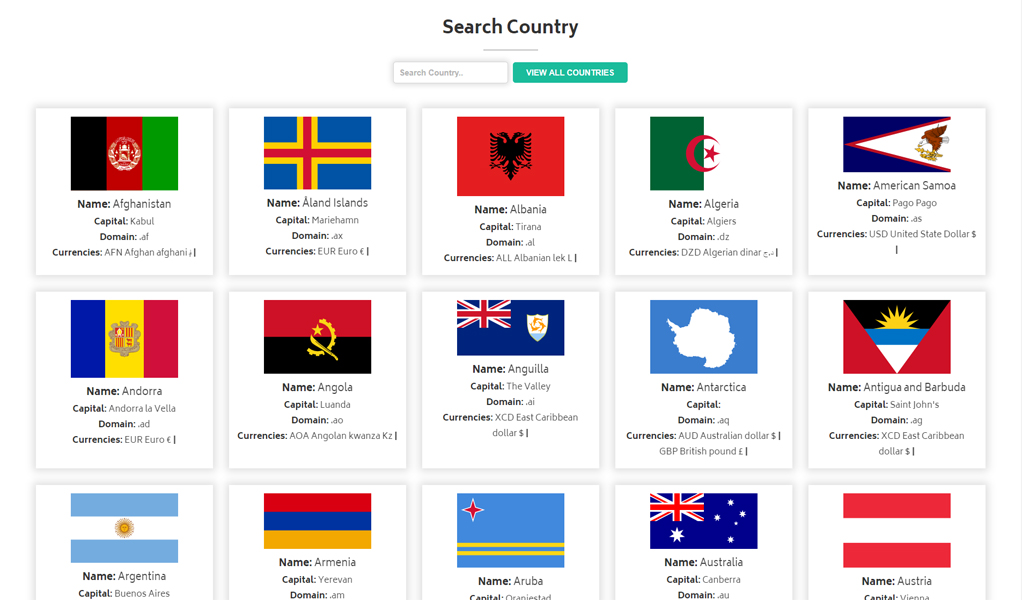 Search Country
Search Country..
VIEW ALL COUNTRIES
Name: Afghanistan
Capital: Kabul
Domain: .af
Currencies: AFN Afghan afghani ؋ |
Name: Åland Islands
Capital: Mariehamn
Domain: .ax
Currencies: EUR Euro € |
Name: Albania
Capital: Tirana
Domain: .al
Currencies: ALL Albanian lek L |
Name: Algeria
Capital: Algiers
Domain: .dz
Currencies: DZD Algerian dinar د.ج |
Name: American Samoa
Capital: Pago Pago
Domain: .as
Currencies: USD United State Dollar $
|
Name: Andorra
Capital: Andorra la Vella
Domain: .ad
Currencies: EUR Euro € |
Name: Angola
Capital: Luanda
Domain: .ao
Currencies: AOA Angolan kwanza Kz |
Name: Anguilla
Capital: The Valley
Domain: .ai
Currencies: XCD East Caribbean
dollar $ |
Name: Antarctica
Capital:
Domain: .aq
Currencies: AUD Australian dollar $ |
GBP British pound £ |
Name: Antigua and Barbuda
Capital: Saint John's
Domain: .ag
Currencies: XCD East Caribbean
dollar $ |
Name: Argentina
Capital: Buenos Aires
Name: Armenia
Capital: Yerevan
Domain: .am
Name: Aruba
Capital: Oranjestad
Name: Australia
Capital: Canberra
Domain: .au
Name: Austria
Capital: Vienna